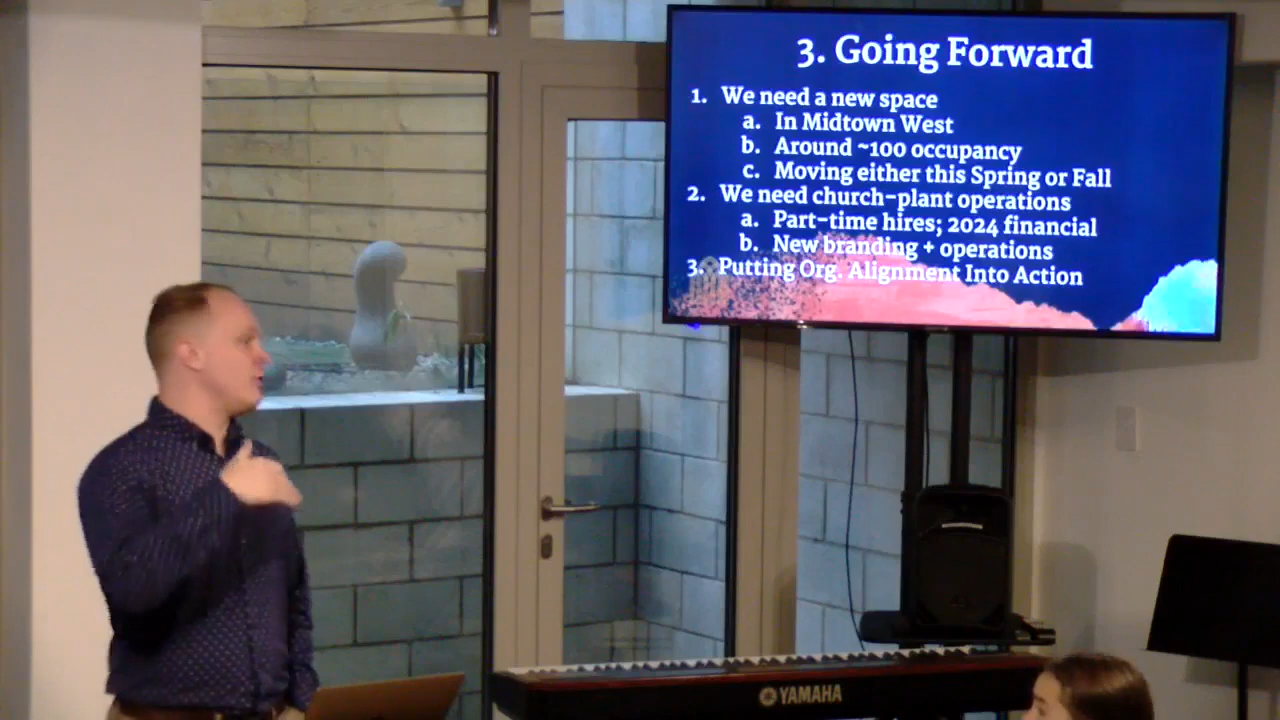 3. Going Forward
1. We need a new space
a. In Midtown West
b. Around ~100 occupancy
c. Moving either this Spring or Fall
2. We need church-plant operations
a. Part-time hires; 2024 financial
b. New branding + operations
3. Putting Org. Alignment Into Action
YAMAHA